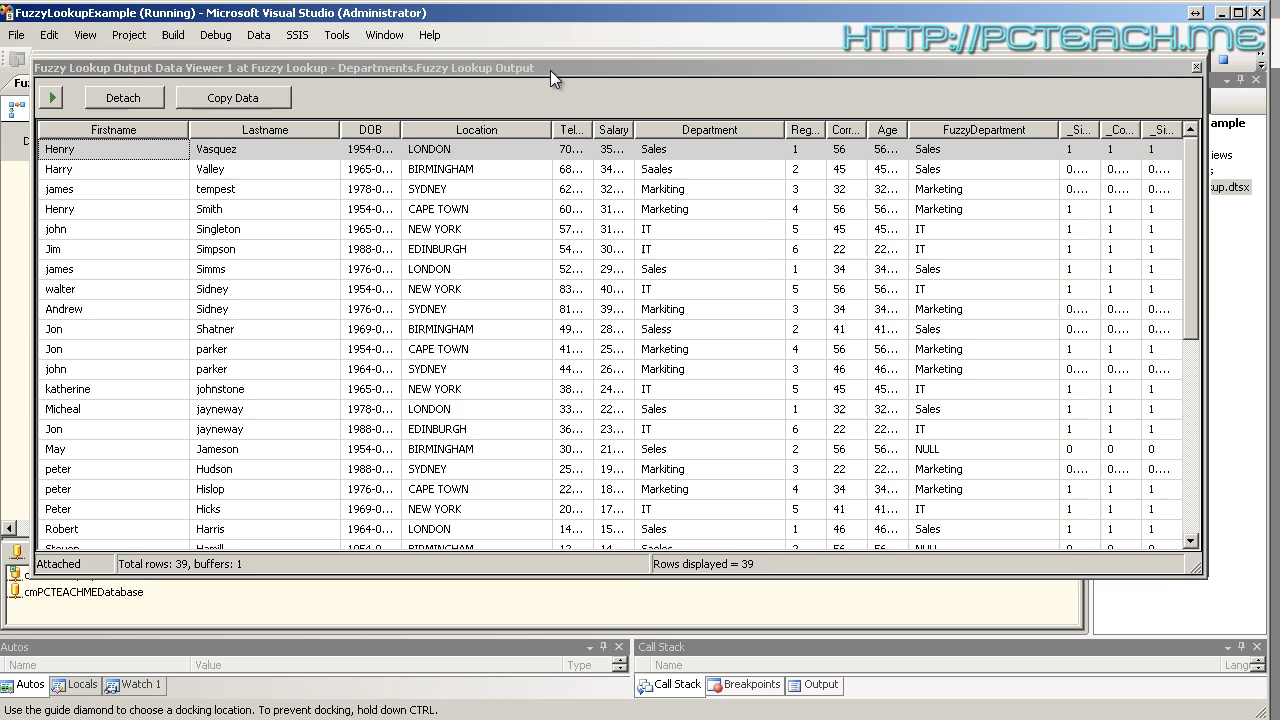 FuzzyLookupExample (Running) - Microsoft Visual Studio (Administrator)
File Edit View Project Build Debug Data SSIS Tools Window Help
HTTP://PCTEACH.ME
Fuzzy Lookup Output Data Viewer 1 at Fuzzy Lookup - Departments.Fuzzy Lookup Output
Detach Copy Data
Firstname Lastname DOB Location Tel... Salary Department Reg... Corr... Age FuzzyDepartment _Si... _Co... _Si...
Henry Vasquez 1954-0... LONDON 70... 35... Sales 1 56 56... Sales 1 1 1
Harry Valley 1965-0... BIRMINGHAM 68... 34... Saales 2 45 45... Sales 0.... 0.... 0....
james tempest 1978-0... SYDNEY 62... 32... Markiting 3 32 32... Marketing 0.... 0.... 0....
Henry Smith 1954-0... CAPE TOWN 60... 31... Marketing 4 56 56... Marketing 1 1 1
john Singleton 1965-0... NEW YORK 57... 31... IT 5 45 45... IT 1 1 1
Jim Simpson 1988-0... EDINBURGH 54... 30... IT 6 22 22... IT 1 1 1
james Simms 1976-0... LONDON 52... 29... Sales 1 34 34... Sales 1 1 1
walter Sidney 1954-0... NEW YORK 83... 40... IT 5 56 56... IT 1 1 1
Andrew Sidney 1976-0... SYDNEY 81... 39... Markiting 3 34 34... Marketing 0.... 0.... 0....
Jon Shatner 1969-0... BIRMINGHAM 49... 28... Saless 2 41 41... Sales 0.... 0.... 0....
Jon parker 1954-0... CAPE TOWN 41... 25... Marketing 4 56 56... Marketing 1 1 1
john parker 1964-0... SYDNEY 44... 26... Markiting 3 46 46... Marketing 0.... 0.... 0....
katherine johnstone 1965-0... NEW YORK 38... 24... IT 5 45 45... IT 1 1 1
Micheal jayneway 1978-0... LONDON 33... 22... Sales 1 32 32... Sales 1 1 1
Jon jayneway 1988-0... EDINBURGH 36... 23... IT 6 22 22... IT 1 1 1
May Jameson 1954-0... BIRMINGHAM 30... 21... Seles 2 56 56... NULL 0 0 0
peter Hudson 1988-0... SYDNEY 25... 19... Markiting 3 22 22... Marketing 0.... 0.... 0....
peter Hislop 1976-0... CAPE TOWN 22... 18... Marketing 4 34 34... Marketing 1 1 1
Peter Hicks 1969-0... NEW YORK 20... 17... IT 5 41 41... IT 1 1 1
Robert Harris 1964-0... LONDON 14... 15... Sales 1 46 46... Sales 1 1 1
Attached Total rows: 39, buffers: 1 Rows displayed = 39
ample
iews
kup.dtsx
cmPCTEACHMEDatabase
Autos Call Stack
Name Value Type Name Lang
Autos Locals Watch 1 Call Stack Breakpoints Output
Use the guide diamond to choose a docking location. To prevent docking, hold down CTRL.